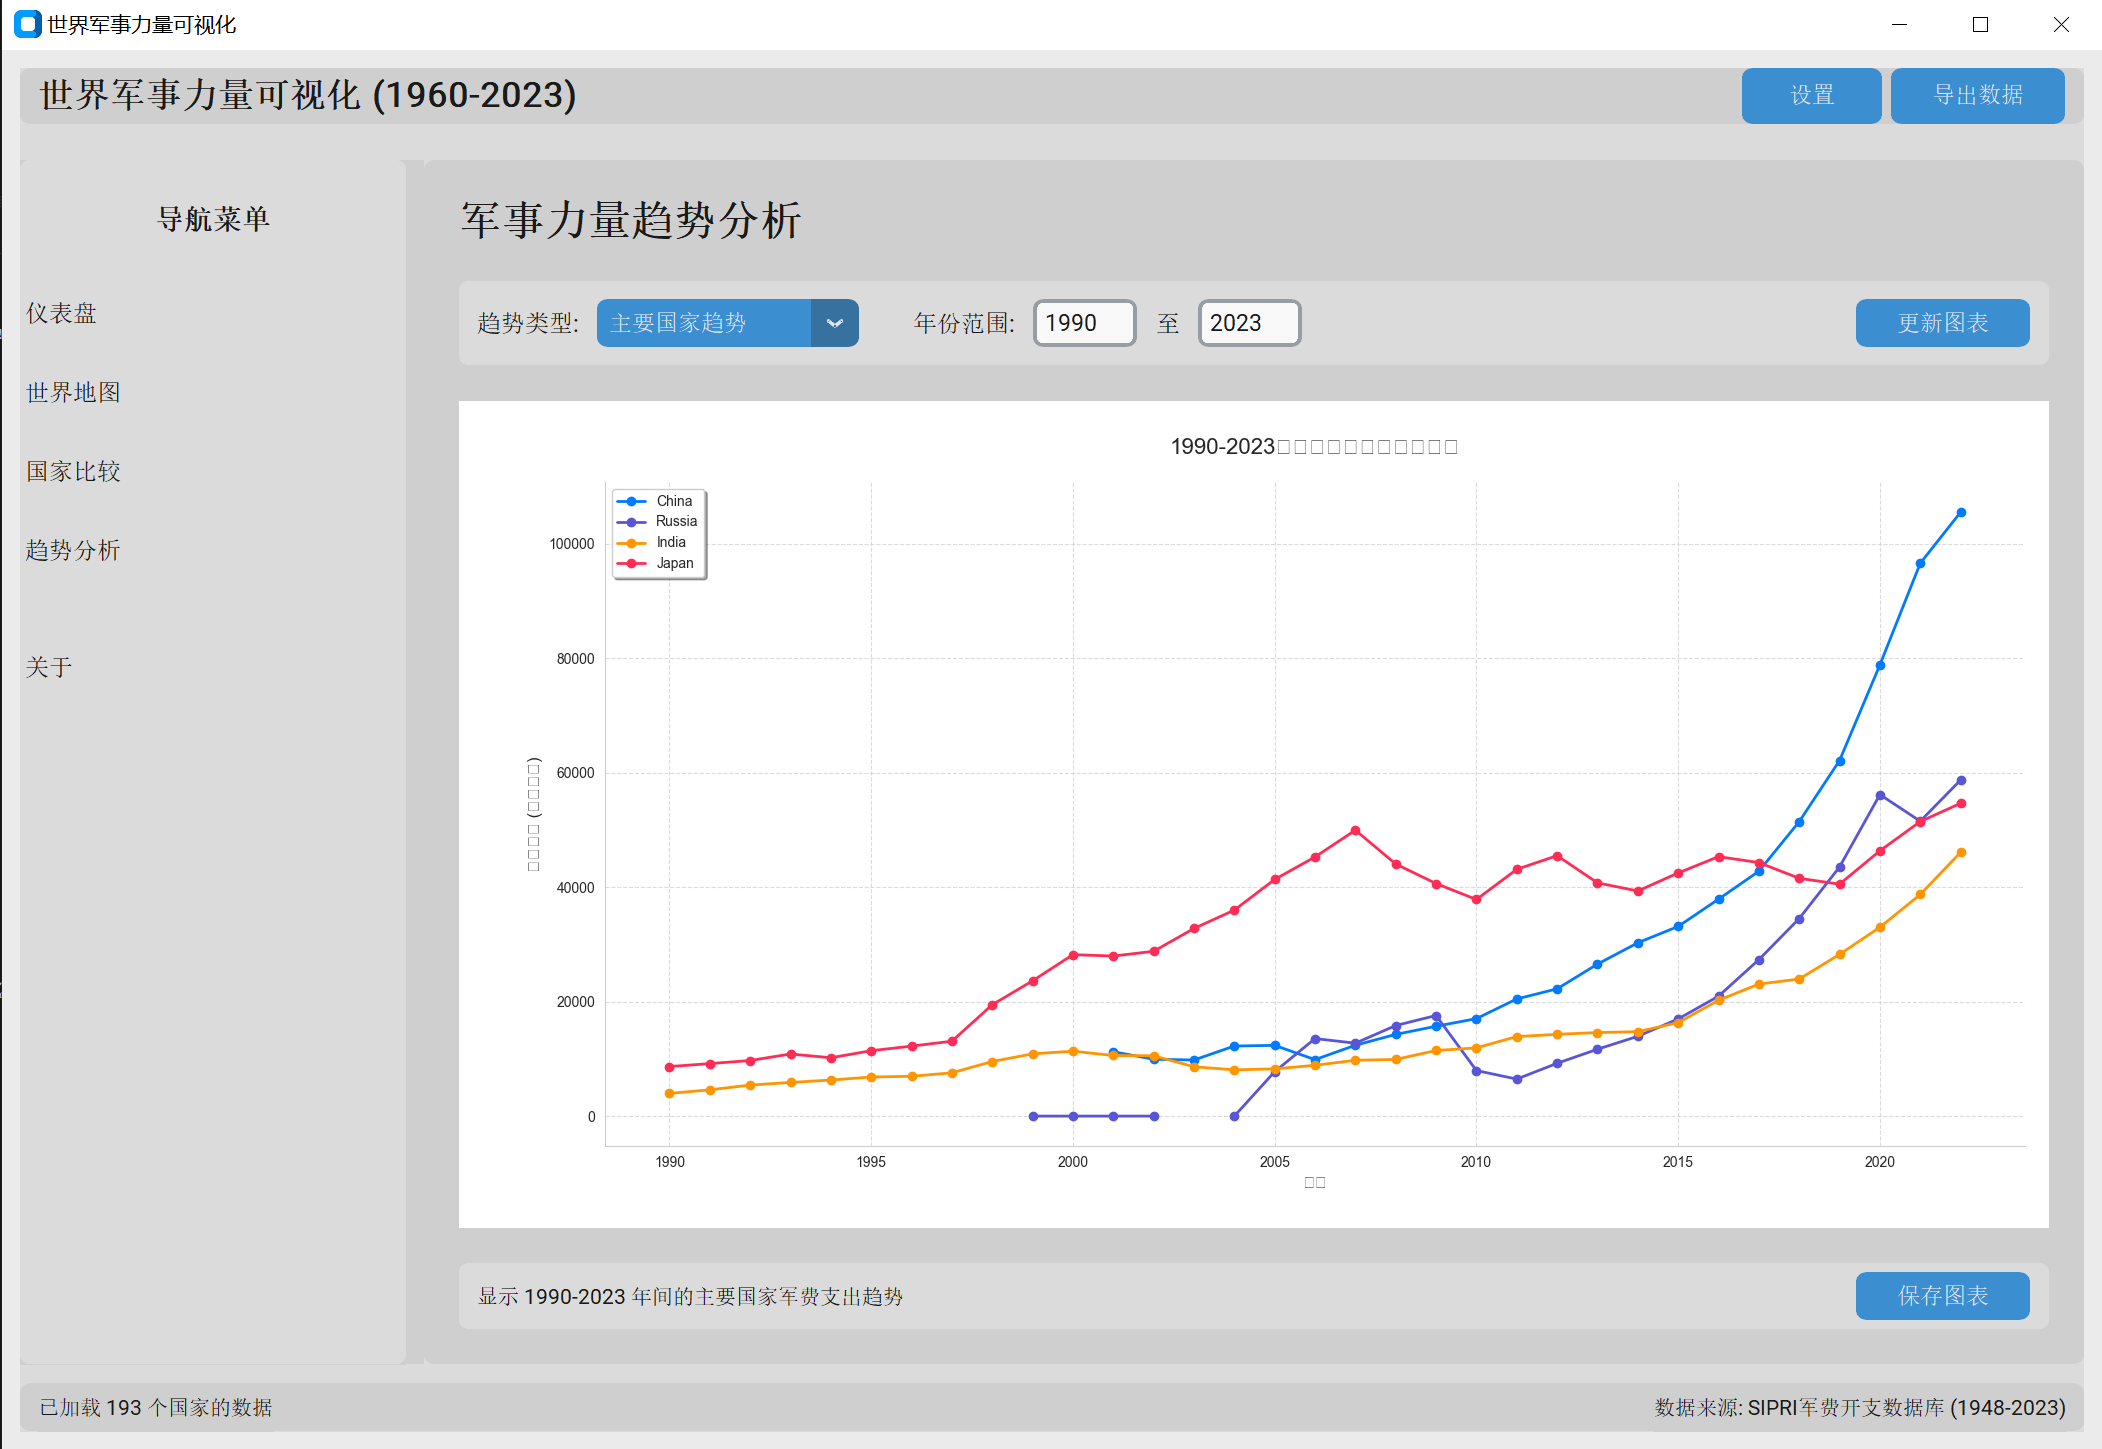 世界军事力量可视化
世界军事力量可视化 (1960-2023)
设置
导出数据
导航菜单
仪表盘
世界地图
国家比较
趋势分析
关于
军事力量趋势分析
趋势类型:
主要国家趋势
年份范围:
1990
至
2023
更新图表
1990-2023
China
Russia
India
Japan
100000
80000
60000
40000
20000
0
1990
1995
2000
2005
2010
2015
2020
显示 1990-2023 年间的主要国家军费支出趋势
保存图表
已加载 193 个国家的数据
数据来源: SIPRI军费开支数据库 (1948-2023)